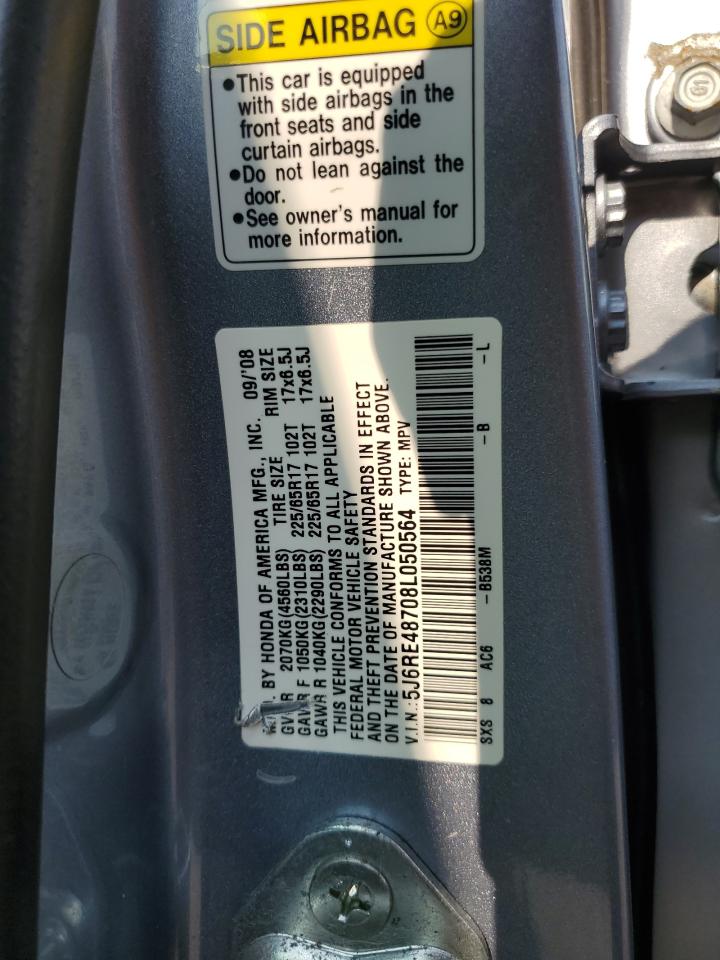 SIDE AIRBAG A9
•This car is equipped
with side airbags in the
front seats and side
curtain airbags.
•Do not lean against the
door.
•See owner's manual for
more information.
BY HONDA OF AMERICA MFG., INC. 09/'08
2070KG(4560LBS) TIRE SIZE RIM SIZE
F 1050KG(2310LBS) 225/65R17 102T 17x6.5J
GAWR R 1040KG(2290LBS) 225/65R17 102T 17x6.5J
THIS VEHICLE CONFORMS TO ALL APPLICABLE
FEDERAL MOTOR VEHICLE SAFETY
AND THEFT PREVENTION STANDARDS IN EFFECT
ON THE DATE OF MANUFACTURE SHOWN ABOVE.
V.I.N.:5J6RE48708L050564 TYPE: MPV
SXS 8 AC6 -B538M -B -L